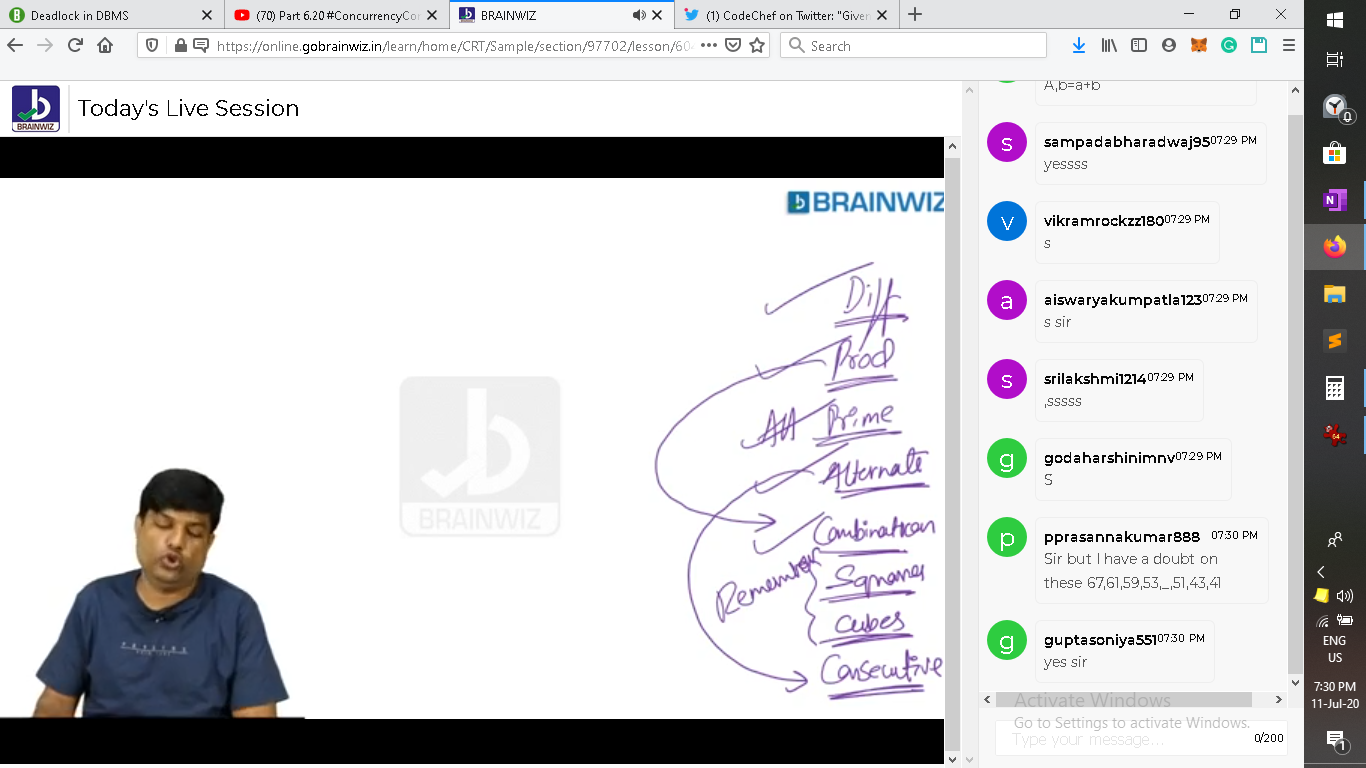 Deadlock in DBMS
(70) Part 6.20 #ConcurrencyCon
BRAINWIZ
(1) CodeChef on Twitter: "Given
https://online.gobrainwiz.in/learn/home/CRT/Sample/section/97702/lesson/604
Search
BRAINWIZ
Today's Live Session
BRAINWIZ
BRAINWIZ
Diff
Prod
Prime
Alternate
Combination
Remember
Squares
Cubes
Consecutive
A,b=a+b
s
sampadabharadwaj95 07:29 PM
yessss
v
vikramrockzz180 07:29 PM
s
a
aiswaryakumpatla123 07:29 PM
s sir
s
srilakshmi1214 07:29 PM
,sssss
g
godaharshinimnv 07:29 PM
S
p
pprasannakumar888 07:30 PM
Sir but I have a doubt on
these 67,61,59,53,_,51,43,41
g
guptasoniya551 07:30 PM
yes sir
Activate Windows
Go to Settings to activate Windows.
Type your message...
0/200
N
64
ENG
US
7:30 PM
11-Jul-20
1